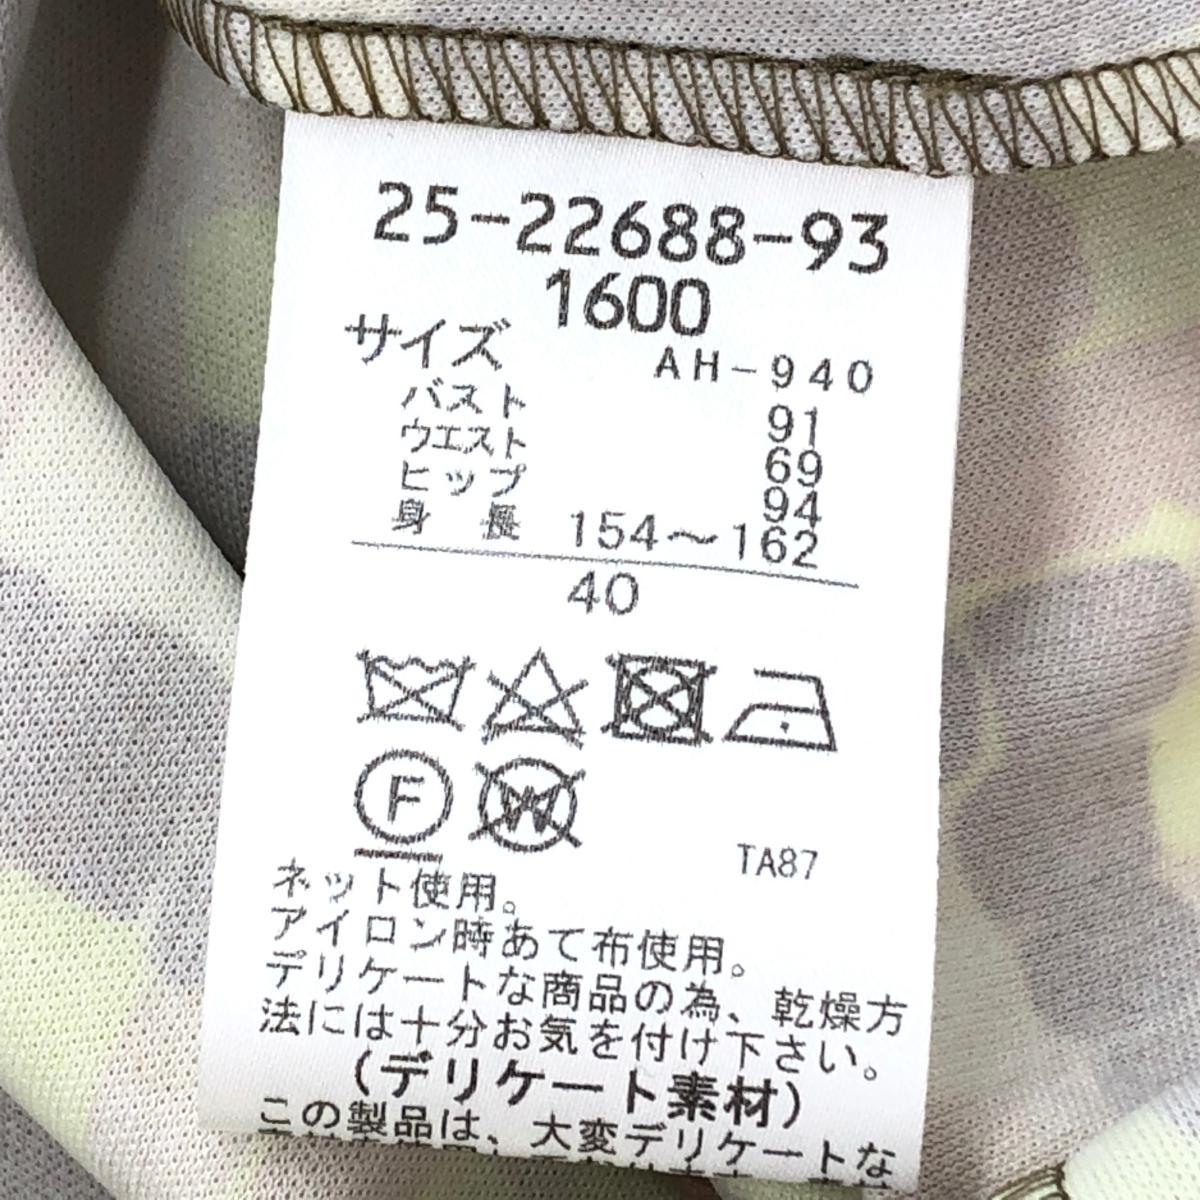 25-22688-93
1600
サイズ AH-940
バスト 91
ウエスト 69
ヒップ 94
身長 154〜162
40
F W
TA87
ネット使用。
アイロン時あて布使用。
デリケートな商品の為、乾燥方
法には十分お気を付け下さい。
(デリケート素材)
この製品は、大変デリケートな